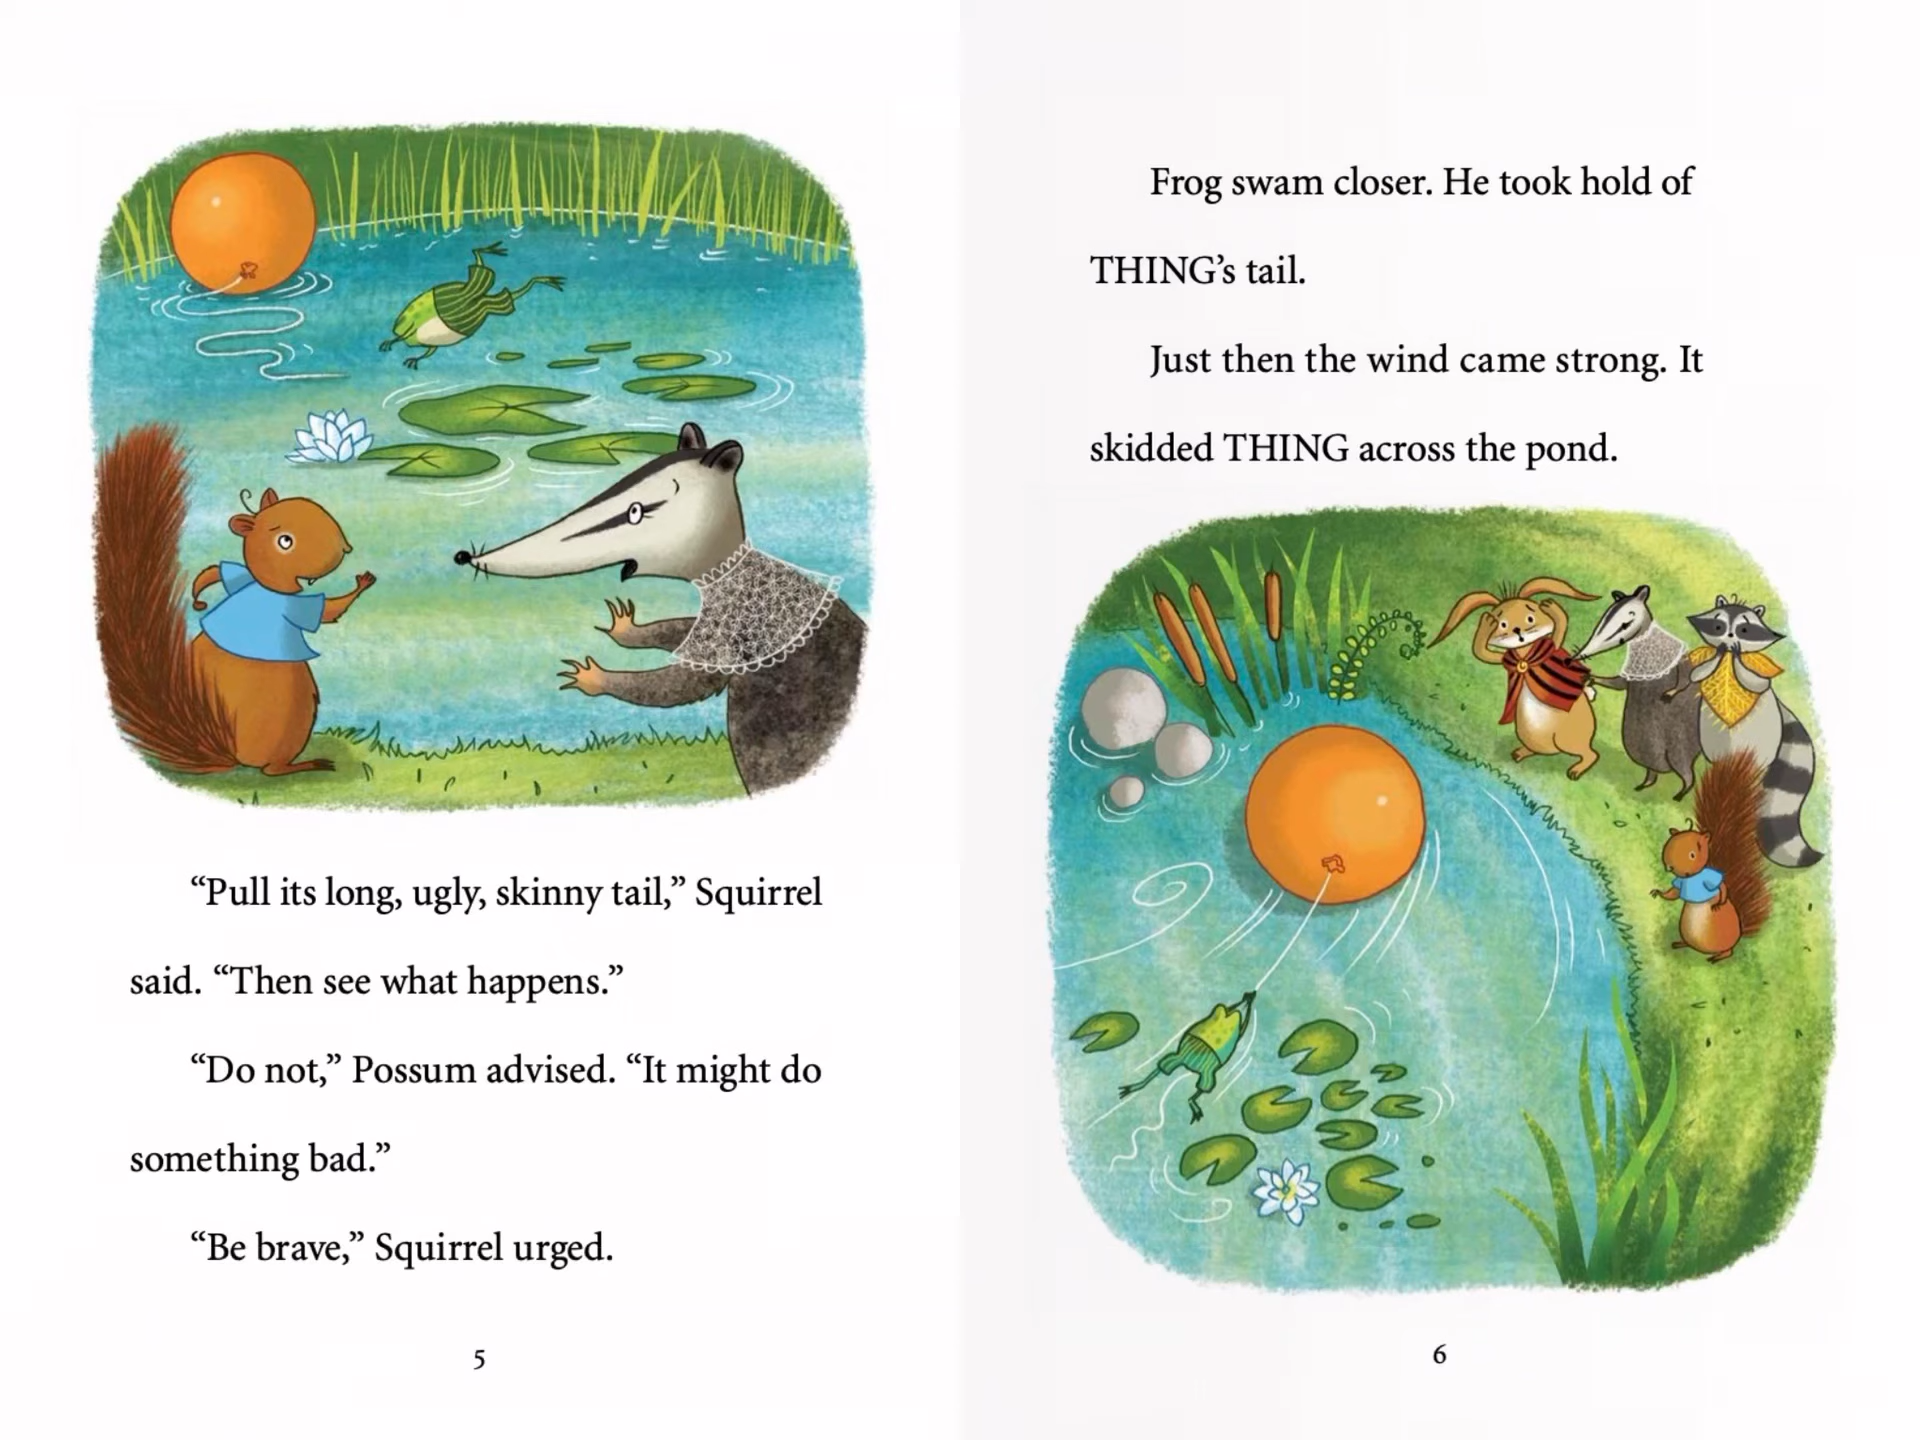 “Pull its long, ugly, skinny tail,” Squirrel
said. “Then see what happens.”
“Do not,” Possum advised. “It might do
something bad.”
“Be brave,” Squirrel urged.
5
Frog swam closer. He took hold of
THING’s tail.
Just then the wind came strong. It
skidded THING across the pond.
6